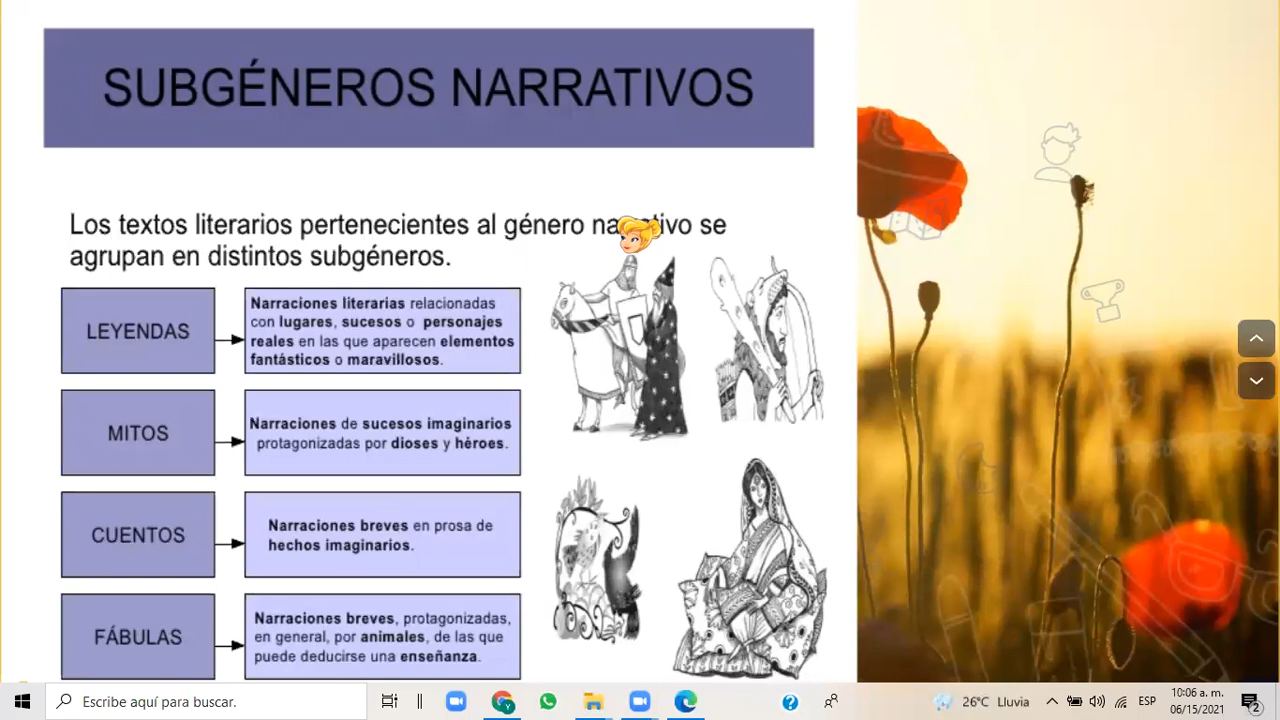 SUBGÉNEROS NARRATIVOS
Los textos literarios pertenecientes al género narrativo se
agrupan en distintos subgéneros.
LEYENDAS
Narraciones literarias relacionadas
con lugares, sucesos o personajes
reales en las que aparecen elementos
fantásticos o maravillosos.
MITOS
Narraciones de sucesos imaginarios
protagonizadas por dioses y héroes.
CUENTOS
Narraciones breves en prosa de
hechos imaginarios.
FÁBULAS
Narraciones breves, protagonizadas,
en general, por animales, de las que
puede deducirse una enseñanza.
Escribe aquí para buscar.
Y
26°C Lluvia
ESP
10:06 a. m.
06/15/2021
2